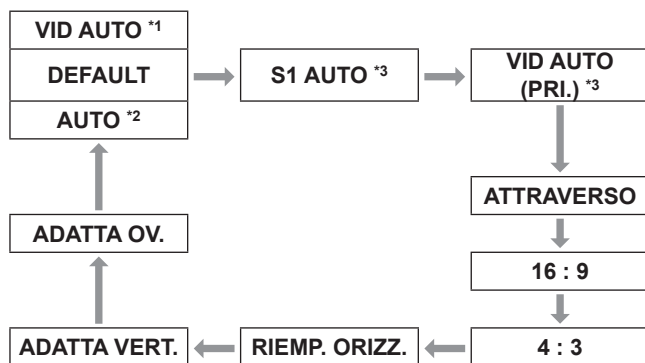 VID AUTO *1
DEFAULT
AUTO *2
S1 AUTO *3
VID AUTO
(PRI.) *3
ATTRAVERSO
16 : 9
4 : 3
RIEMP. ORIZZ.
ADATTA VERT.
ADATTA OV.